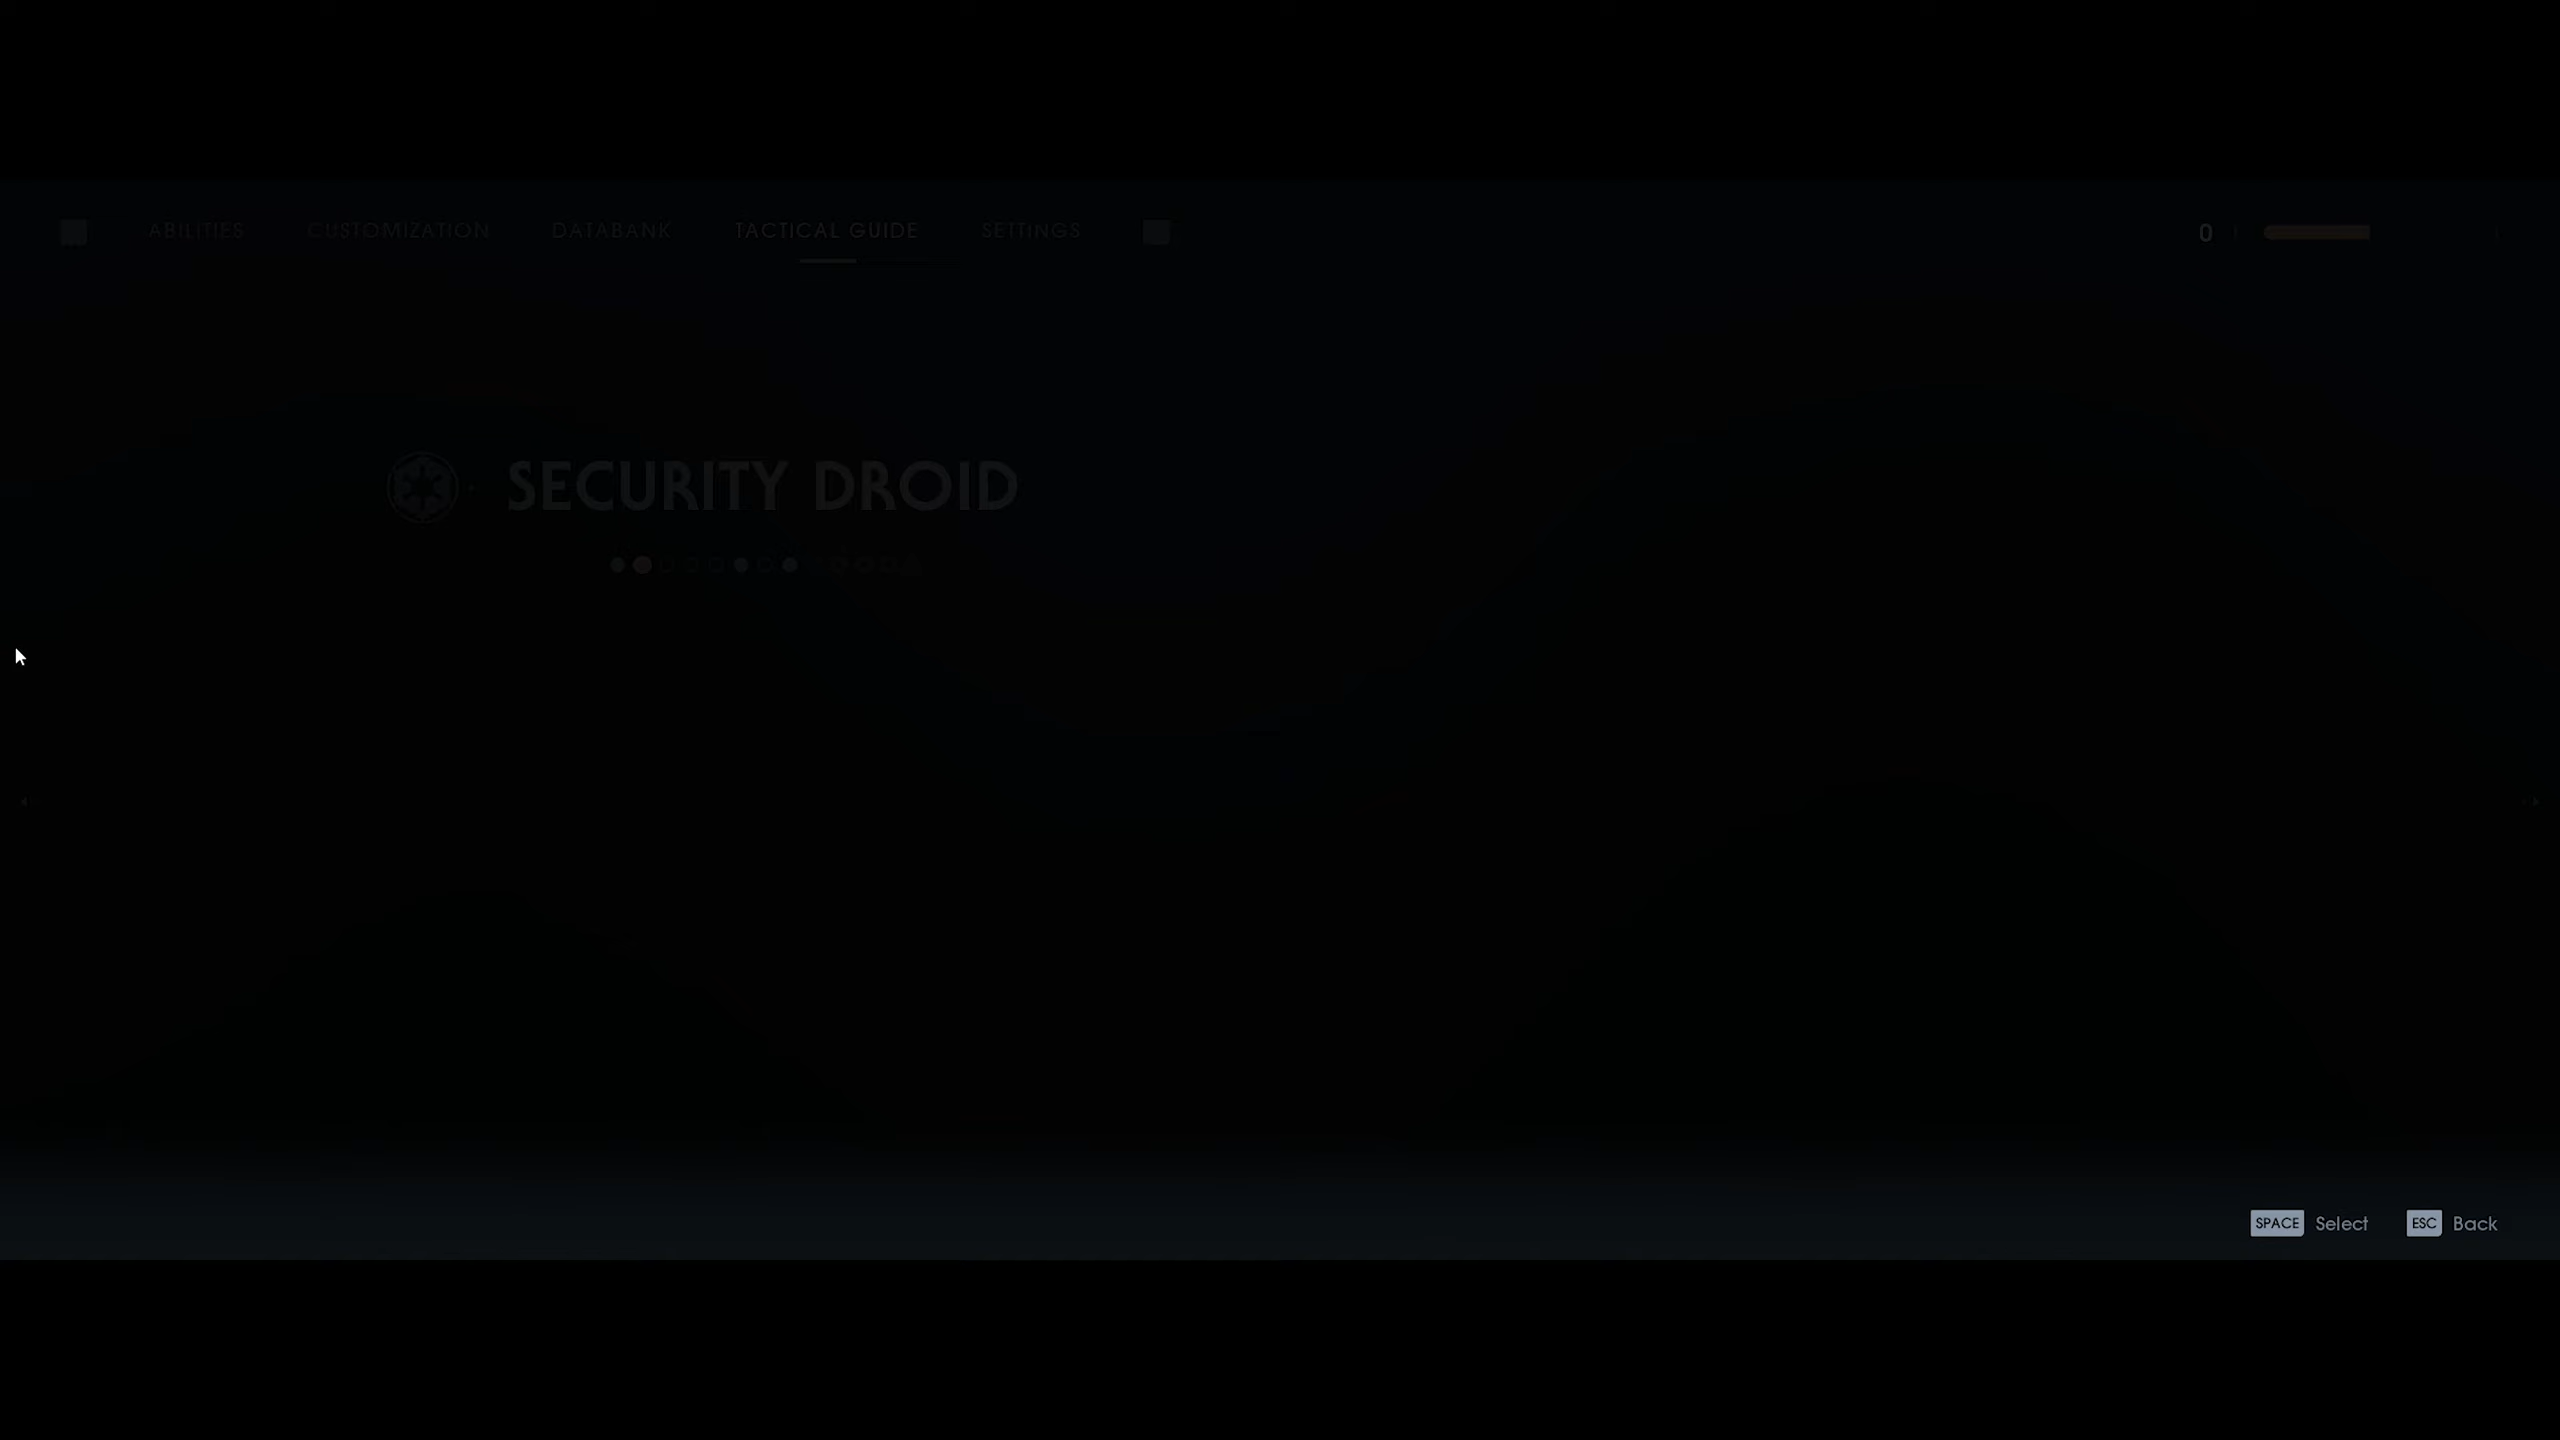 ABILITIES CUSTOMIZATION DATABANK TACTICAL GUIDE SETTINGS 0
SECURITY DROID
SPACE Select ESC Back